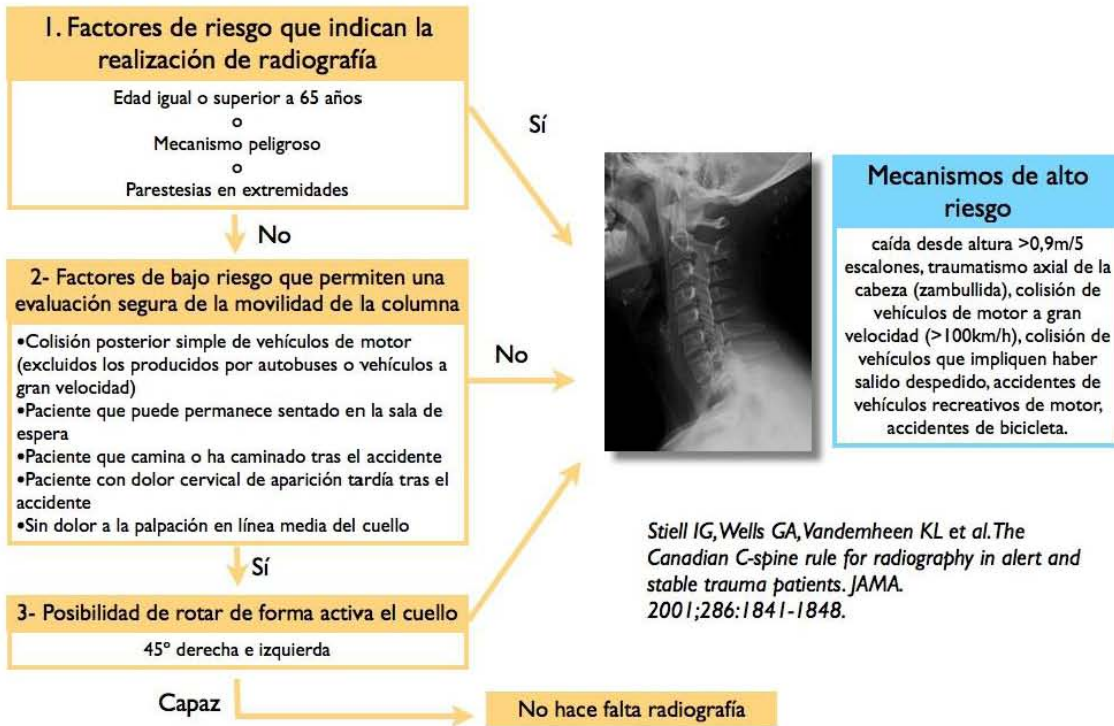 1. Factores de riesgo que indican la
realización de radiografía
Edad igual o superior a 65 años
o
Mecanismo peligroso
o
Parestesias en extremidades
Sí
No
2- Factores de bajo riesgo que permiten una
evaluación segura de la movilidad de la columna
•Colisión posterior simple de vehículos de motor
(excluidos los producidos por autobuses o vehículos a
gran velocidad)
•Paciente que puede permanece sentado en la sala de
espera
•Paciente que camina o ha caminado tras el accidente
•Paciente con dolor cervical de aparición tardía tras el
accidente
•Sin dolor a la palpación en línea media del cuello
No
Sí
3- Posibilidad de rotar de forma activa el cuello
45º derecha e izquierda
Capaz
No hace falta radiografía
Mecanismos de alto
riesgo
caída desde altura >0,9m/5
escalones, traumatismo axial de la
cabeza (zambullida), colisión de
vehículos de motor a gran
velocidad (>100km/h), colisión de
vehículos que impliquen haber
salido despedido, accidentes de
vehículos recreativos de motor,
accidentes de bicicleta.
Stiell IG, Wells GA, Vandemheen KL et al. The
Canadian C-spine rule for radiography in alert and
stable trauma patients. JAMA.
2001;286:1841-1848.